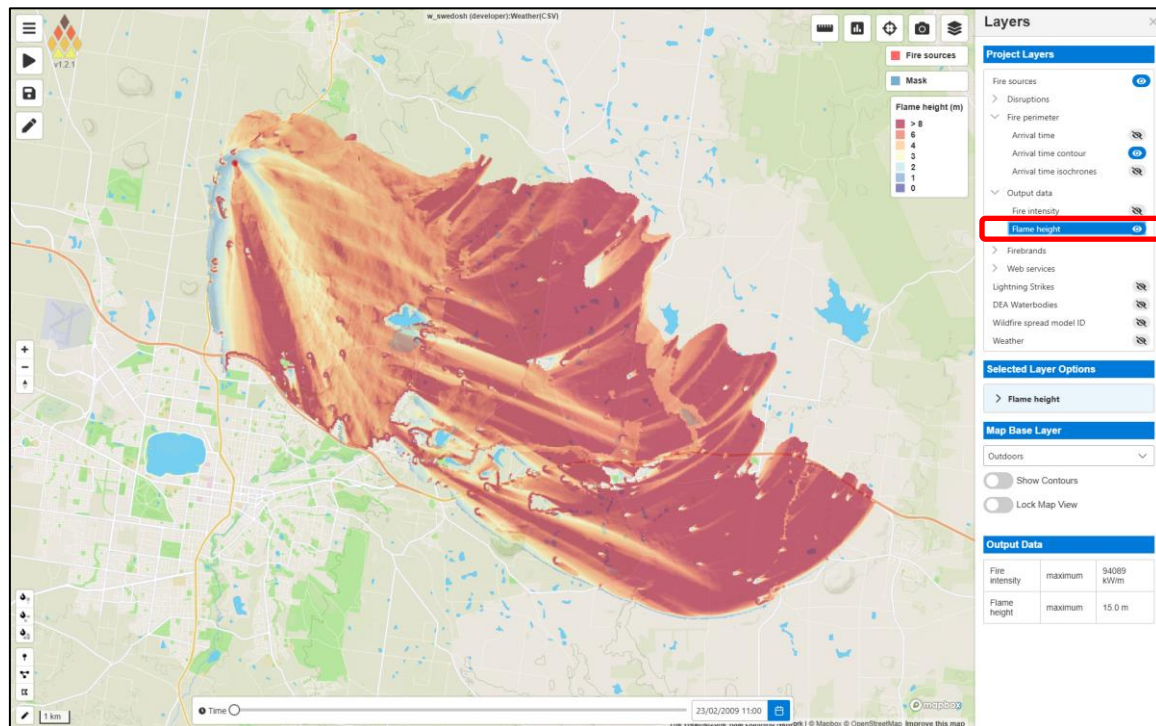 w_swedosh (developer):Weather(CSV)
v1.2.1
Fire sources
Mask
Flame height (m)
> 8
6
4
3
2
1
0
1 km
Time
23/02/2009 11:00
mapbox
© Mapbox © OpenStreetMap Improve this map
Layers
Project Layers
Fire sources
Disruptions
Fire perimeter
Arrival time
Arrival time contour
Arrival time isochrones
Output data
Fire intensity
Flame height
Firebrands
Web services
Lightning Strikes
DEA Waterbodies
Wildfire spread model ID
Weather
Selected Layer Options
Flame height
Map Base Layer
Outdoors
Show Contours
Lock Map View
Output Data
Fire intensity maximum 94089 kW/m
Flame height maximum 15.0 m